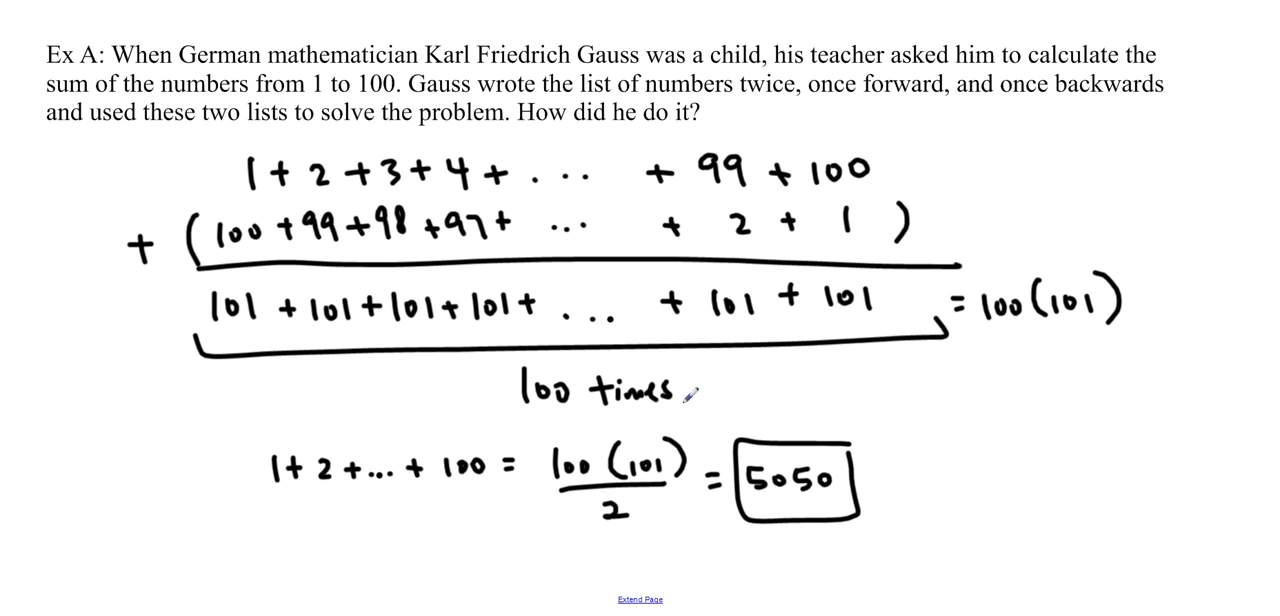 Ex A: When German mathematician Karl Friedrich Gauss was a child, his teacher asked him to calculate the
sum of the numbers from 1 to 100. Gauss wrote the list of numbers twice, once forward, and once backwards
and used these two lists to solve the problem. How did he do it?
1 + 2 + 3 + 4 + . . . + 99 + 100
+ (100 + 99 + 98 + 97 + ... + 2 + 1 )
101 + 101 + 101 + 101 + . . . + 101 + 101 = 100 (101)
100 times
1 + 2 + ... + 100 = 100 (101) / 2 = 5050
Extend Page